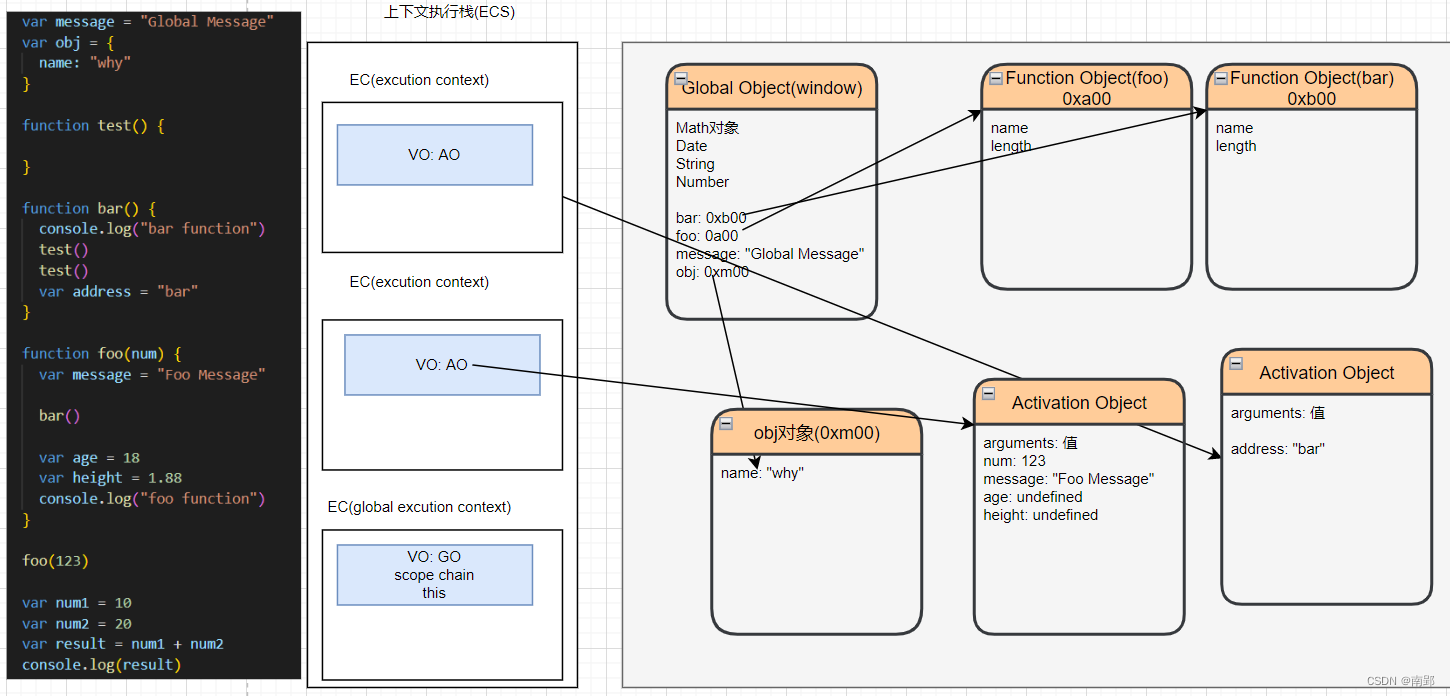 var message = "Global Message"
var obj = {
name: "why"
}
function test() {
}
function bar() {
console.log("bar function")
test()
test()
var address = "bar"
}
function foo(num) {
var message = "Foo Message"
bar()
var age = 18
var height = 1.88
console.log("foo function")
}
foo(123)
var num1 = 10
var num2 = 20
var result = num1 + num2
console.log(result)
上下文执行栈(ECS)
EC(excution context)
VO: AO
EC(excution context)
VO: AO
EC(global excution context)
VO: GO
scope chain
this
Global Object(window)
Math对象
Date
String
Number
bar: 0xb00
foo: 0a00
message: "Global Message"
obj: 0xm00
Function Object(foo)
0xa00
name
length
Function Object(bar)
0xb00
name
length
obj对象(0xm00)
name: "why"
Activation Object
arguments: 值
num: 123
message: "Foo Message"
age: undefined
height: undefined
Activation Object
arguments: 值
address: "bar"
CSDN @南郢